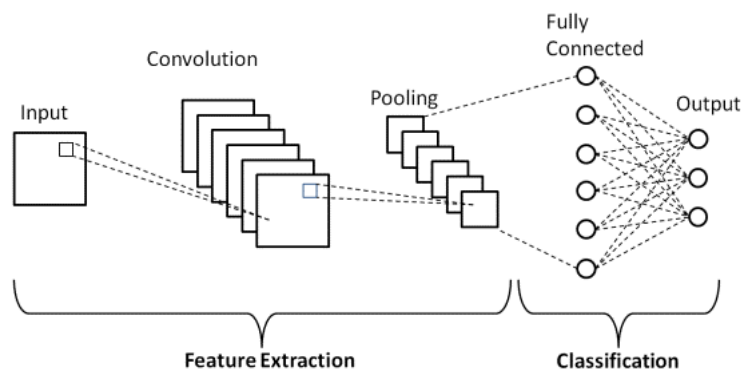 Input
Convolution
Pooling
Fully
Connected
Output
Feature Extraction
Classification